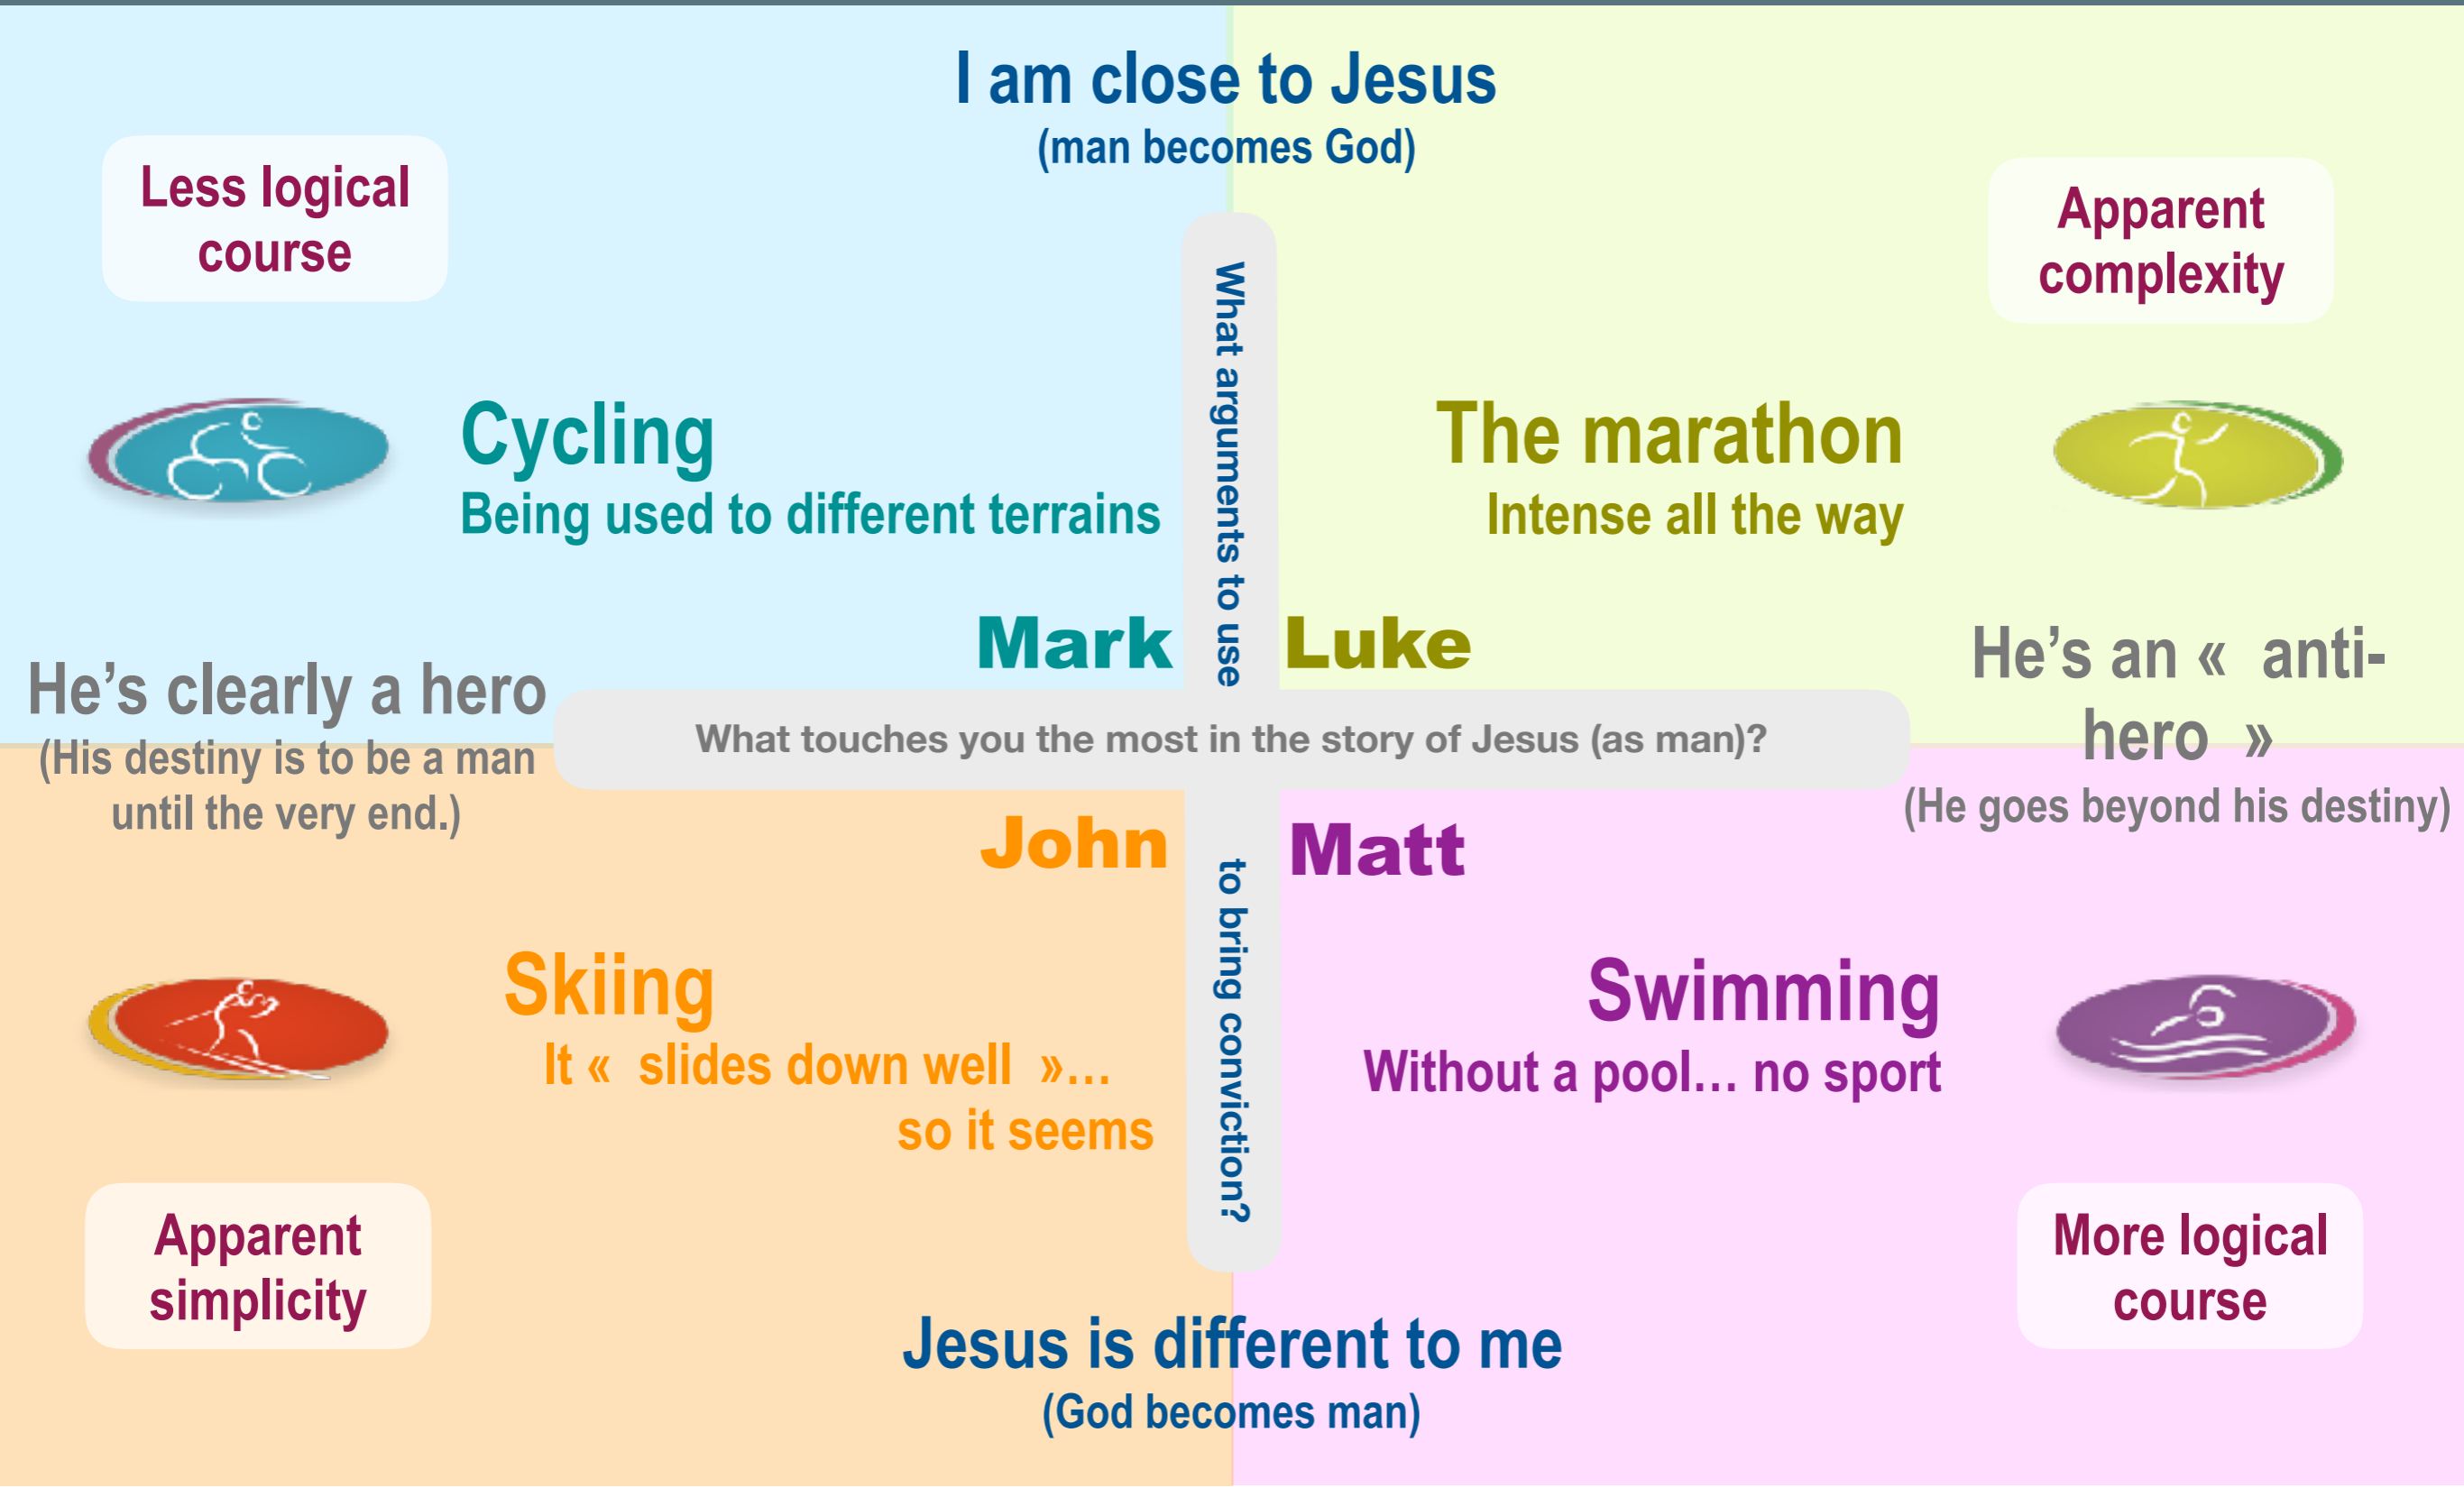 I am close to Jesus
(man becomes God)
Less logical
course
Apparent
complexity
What arguments to use
Cycling
Being used to different terrains
The marathon
Intense all the way
Mark
Luke
He’s clearly a hero
(His destiny is to be a man
until the very end.)
What touches you the most in the story of Jesus (as man)?
He’s an « anti-
hero »
(He goes beyond his destiny)
John
Matt
to bring conviction?
Skiing
It « slides down well »…
so it seems
Swimming
Without a pool… no sport
Apparent
simplicity
More logical
course
Jesus is different to me
(God becomes man)